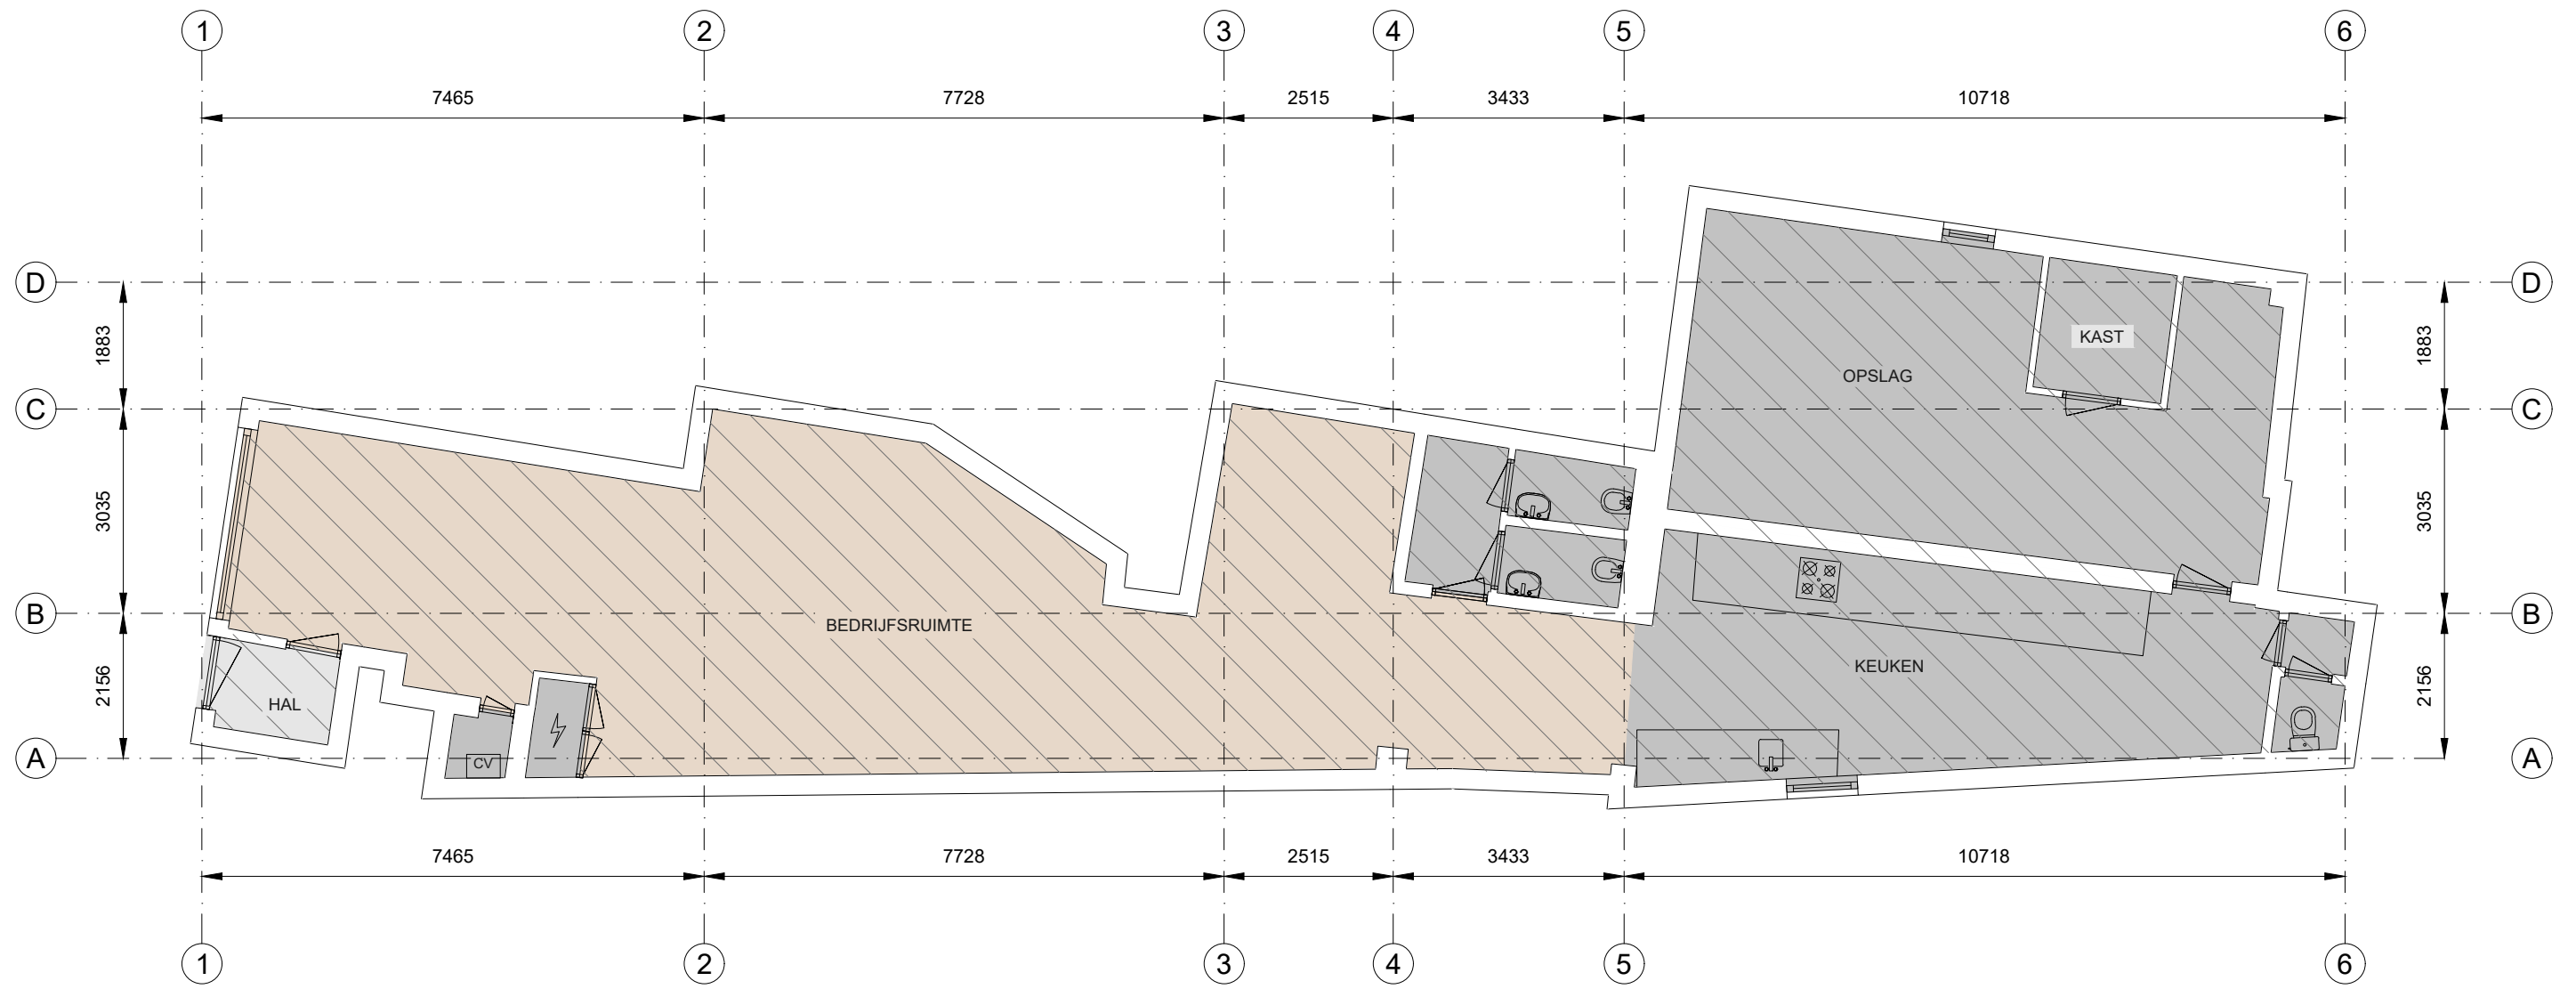 1 2 3 4 5 6
7465 7728 2515 3433 10718
D D
1883 KAST 1883
OPSLAG
C C
3035 3035
B B
BEDRIJFSRUIMTE
KEUKEN
2156 2156
HAL
A CV A
7465 7728 2515 3433 10718
1 2 3 4 5 6